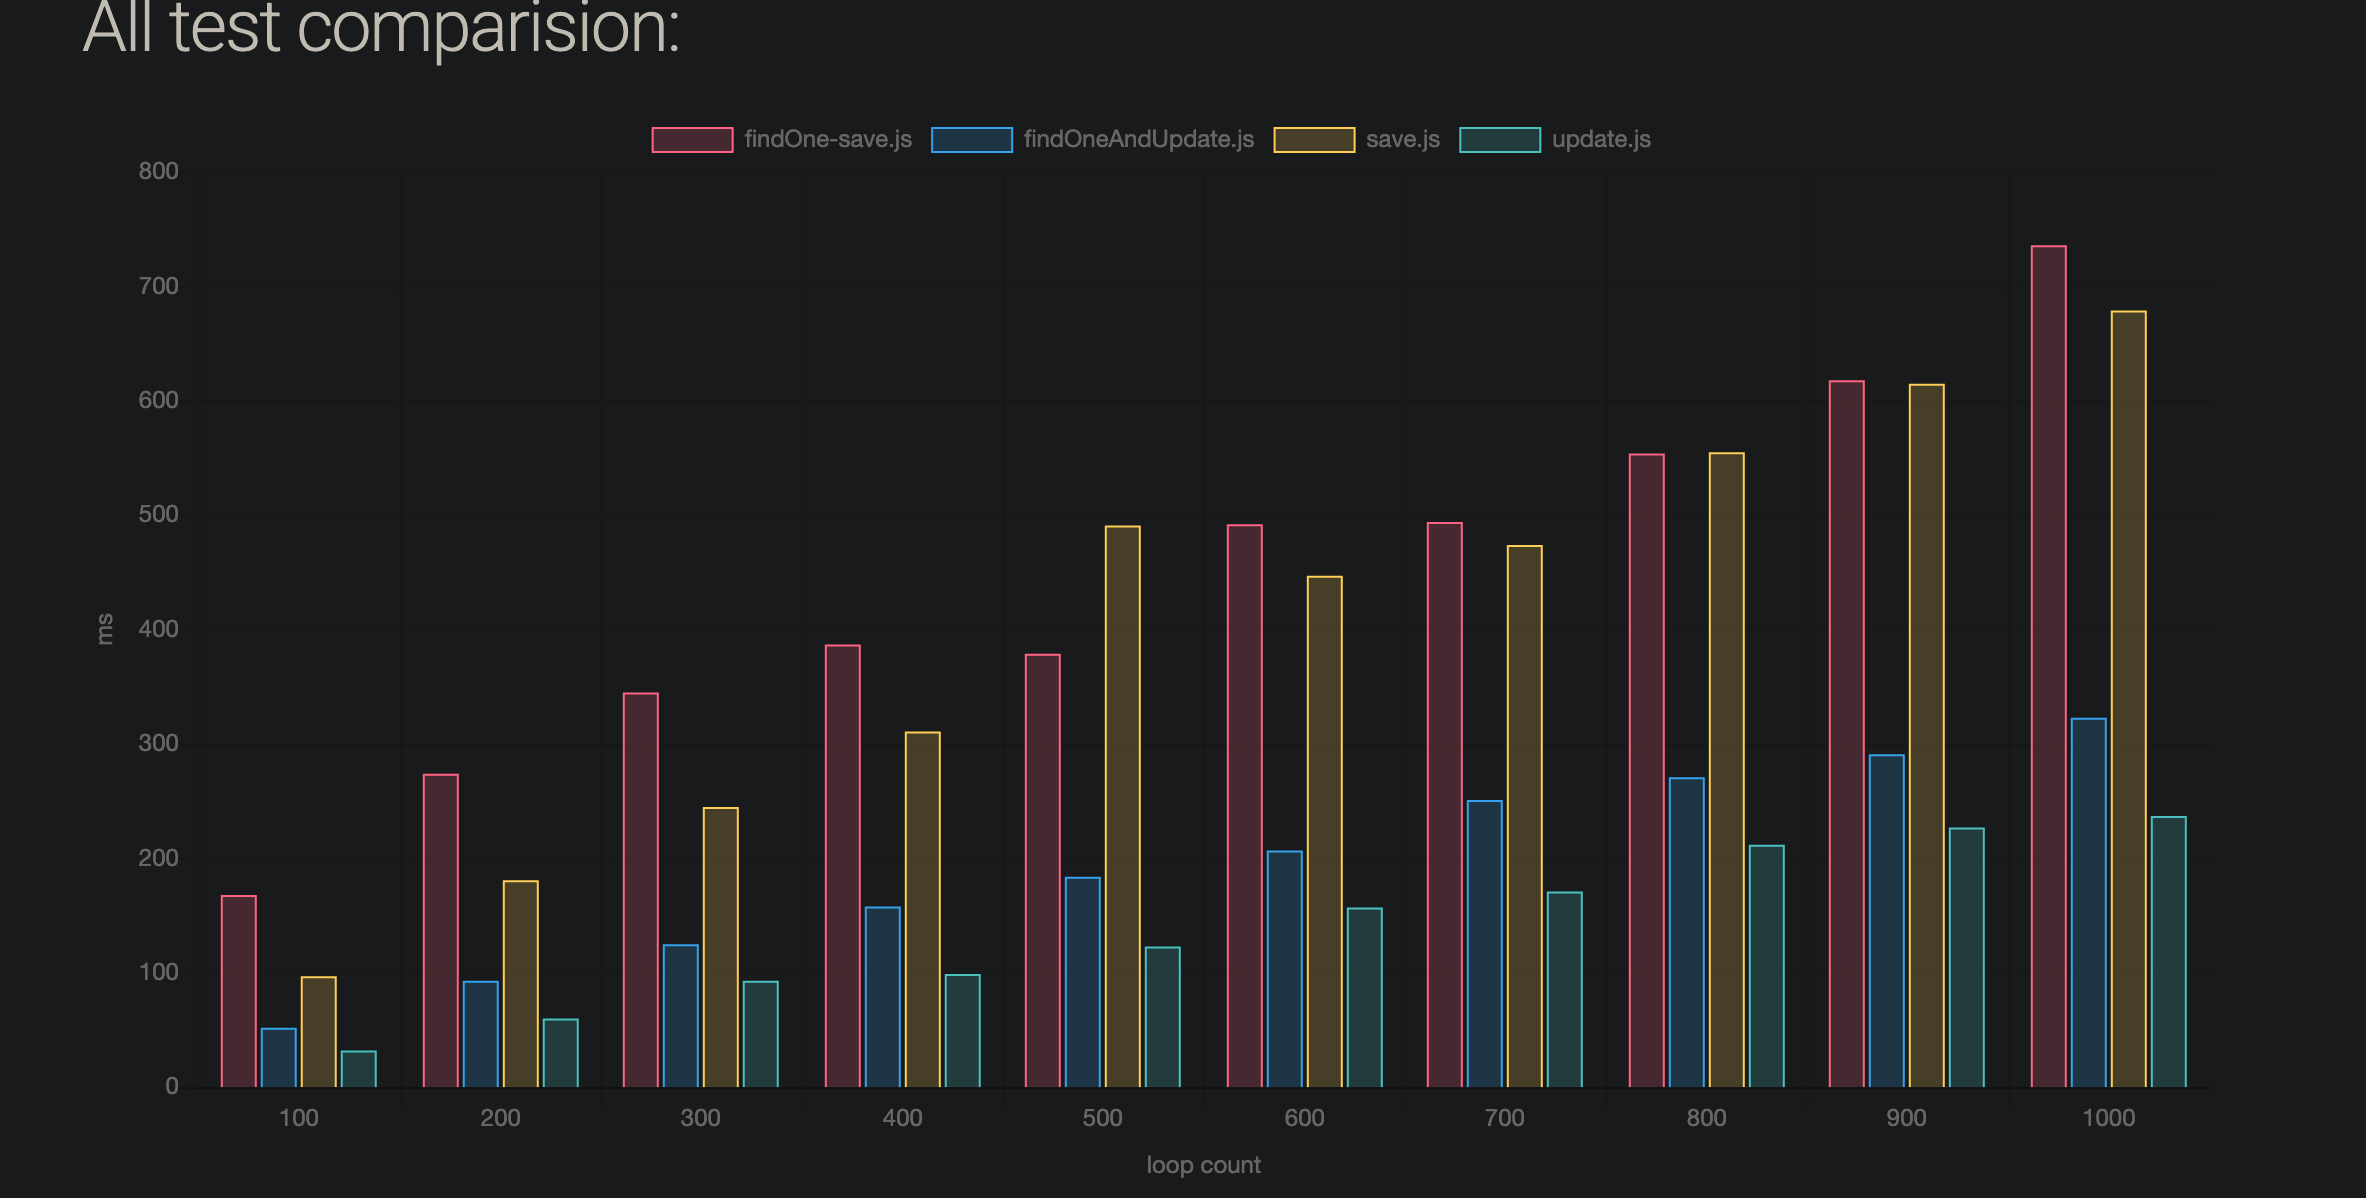 All test comparision:
findOne-save.js findOneAndUpdate.js save.js update.js
800
700
600
500
400
300
200
100
0
ms
100 200 300 400 500 600 700 800 900 1000
loop count